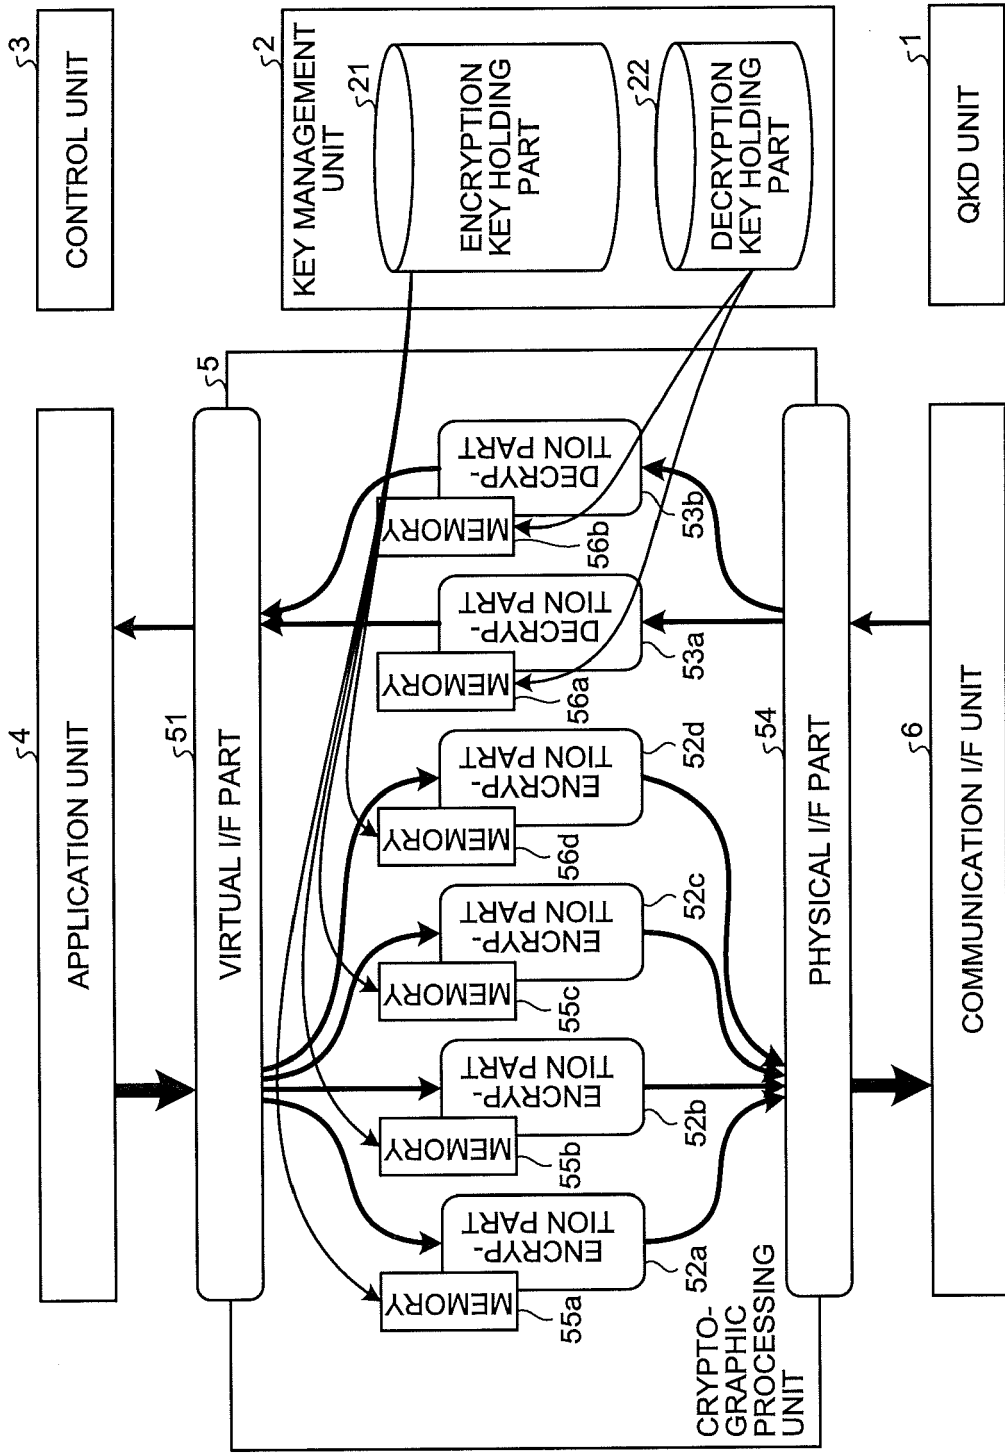 3
CONTROL UNIT
2
KEY MANAGEMENT
UNIT
21
ENCRYPTION
KEY HOLDING
PART
22
DECRYPTION
KEY HOLDING
PART
1
QKD UNIT
4
APPLICATION UNIT
5
51
VIRTUAL I/F PART
MEMORY
55a
ENCRYP-
TION PART
52a
MEMORY
55b
ENCRYP-
TION PART
52b
MEMORY
55c
ENCRYP-
TION PART
52c
MEMORY
56d
ENCRYP-
TION PART
52d
MEMORY
56a
DECRYP-
TION PART
53a
MEMORY
56b
DECRYP-
TION PART
53b
CRYPTO-
GRAPHIC
PROCESSING
UNIT
54
PHYSICAL I/F PART
6
COMMUNICATION I/F UNIT